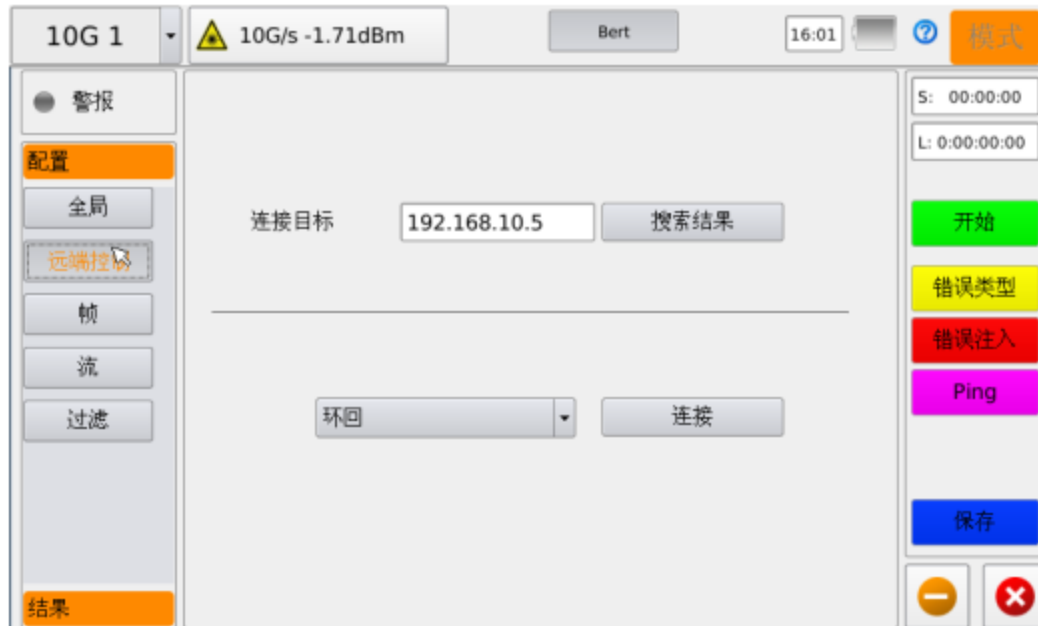 10G 1
10G/s -1.71dBm
Bert
16:01
模式
警报
S: 00:00:00
L: 0:00:00:00
配置
全局
远端控制
帧
流
过滤
结果
连接目标
192.168.10.5
搜索结果
环回
连接
开始
错误类型
错误注入
Ping
保存